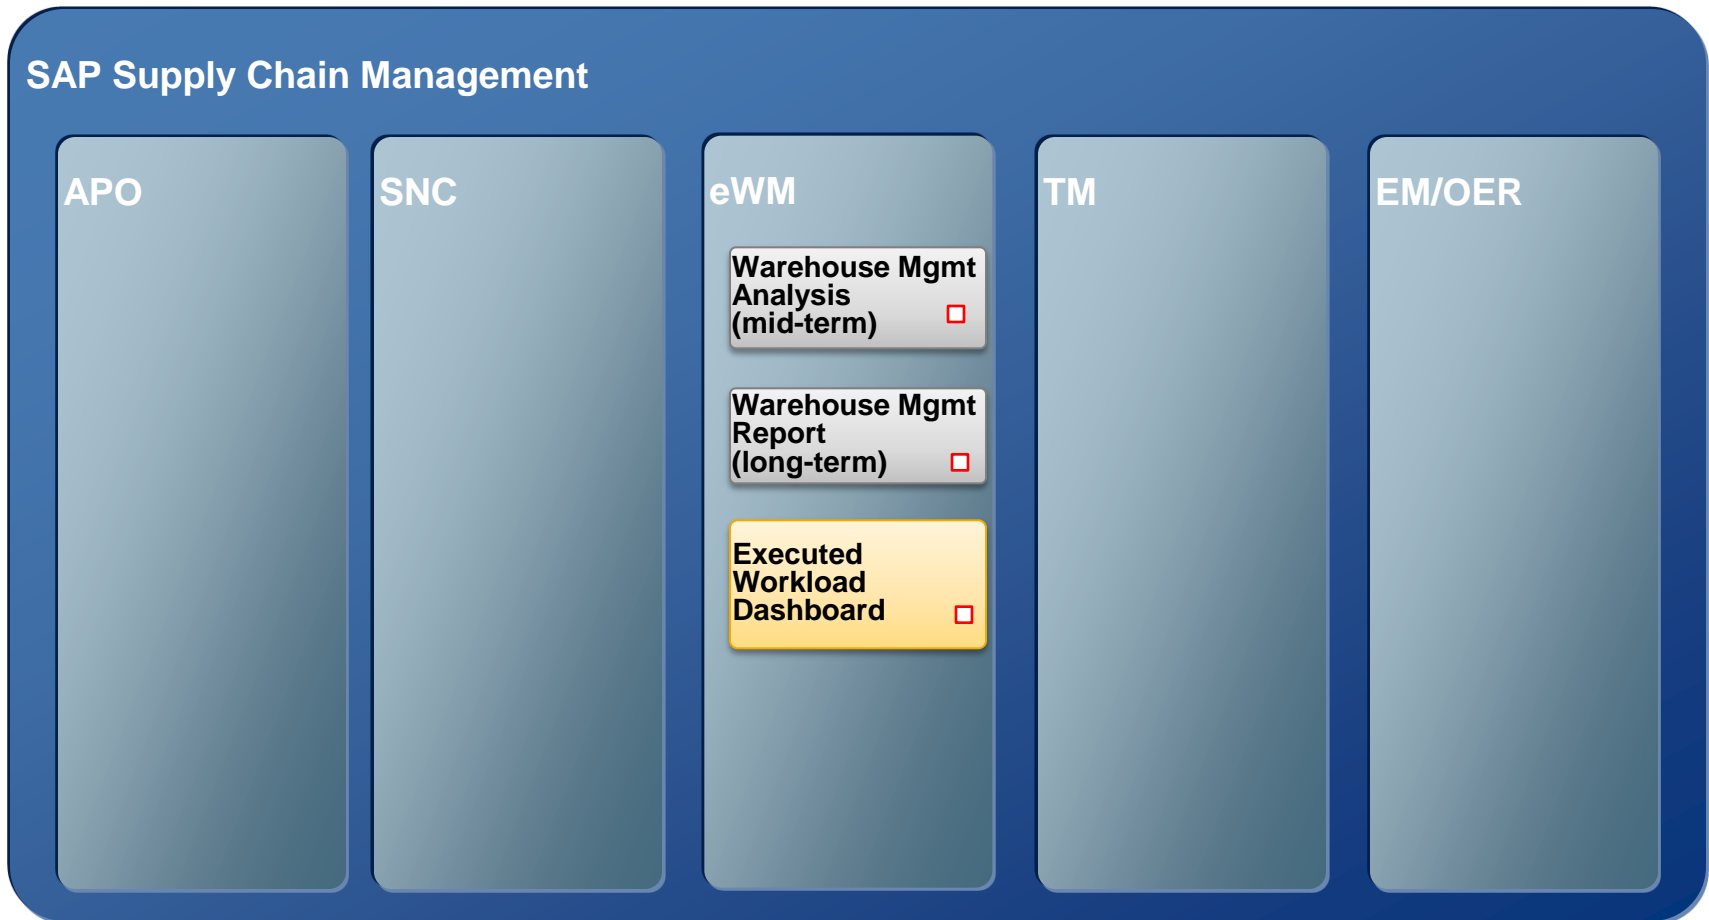 SAP Supply Chain Management
APO
SNC
eWM
TM
EM/OER
Warehouse Mgmt
Analysis
(mid-term)
Warehouse Mgmt
Report
(long-term)
Executed
Workload
Dashboard